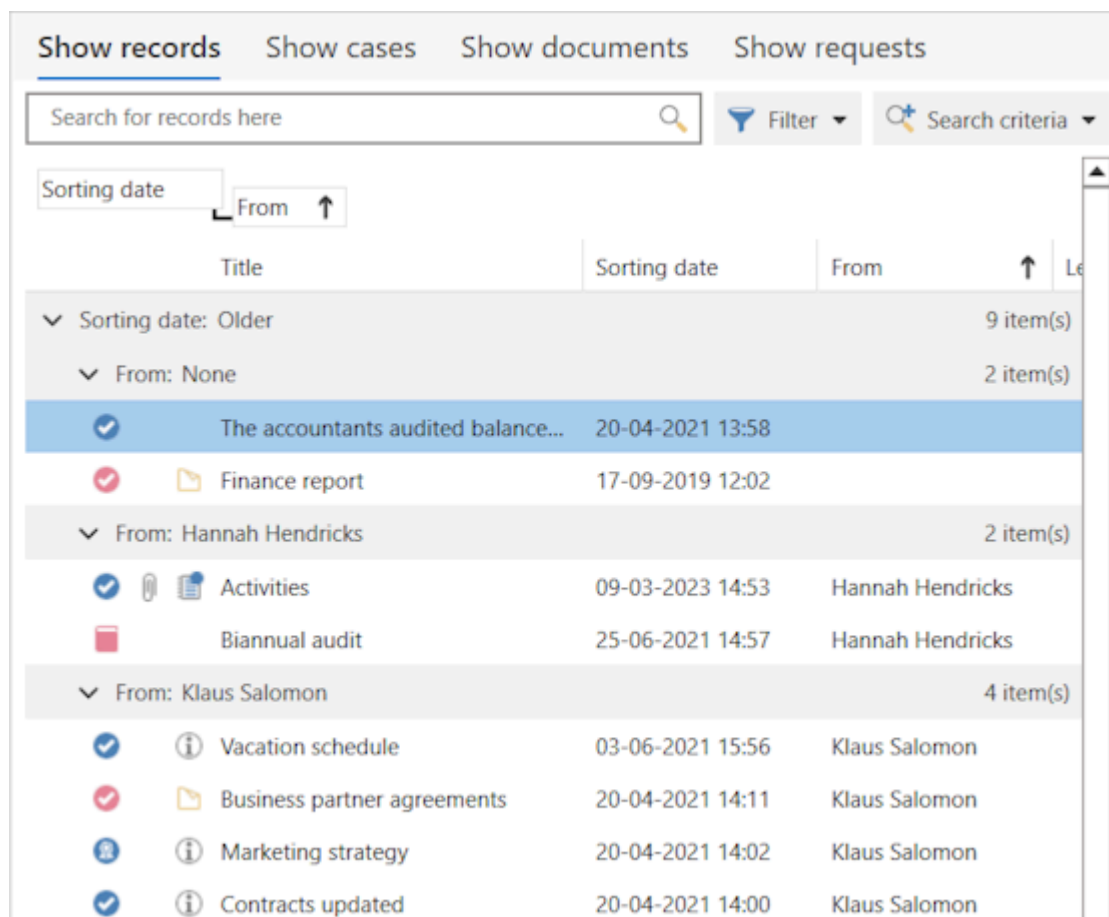 Show records Show cases Show documents Show requests
Search for records here Filter Search criteria
Sorting date
From ↑
Title Sorting date From ↑ Le
Sorting date: Older 9 item(s)
From: None 2 item(s)
The accountants audited balance... 20-04-2021 13:58
Finance report 17-09-2019 12:02
From: Hannah Hendricks 2 item(s)
Activities 09-03-2023 14:53 Hannah Hendricks
Biannual audit 25-06-2021 14:57 Hannah Hendricks
From: Klaus Salomon 4 item(s)
Vacation schedule 03-06-2021 15:56 Klaus Salomon
Business partner agreements 20-04-2021 14:11 Klaus Salomon
Marketing strategy 20-04-2021 14:02 Klaus Salomon
Contracts updated 20-04-2021 14:00 Klaus Salomon